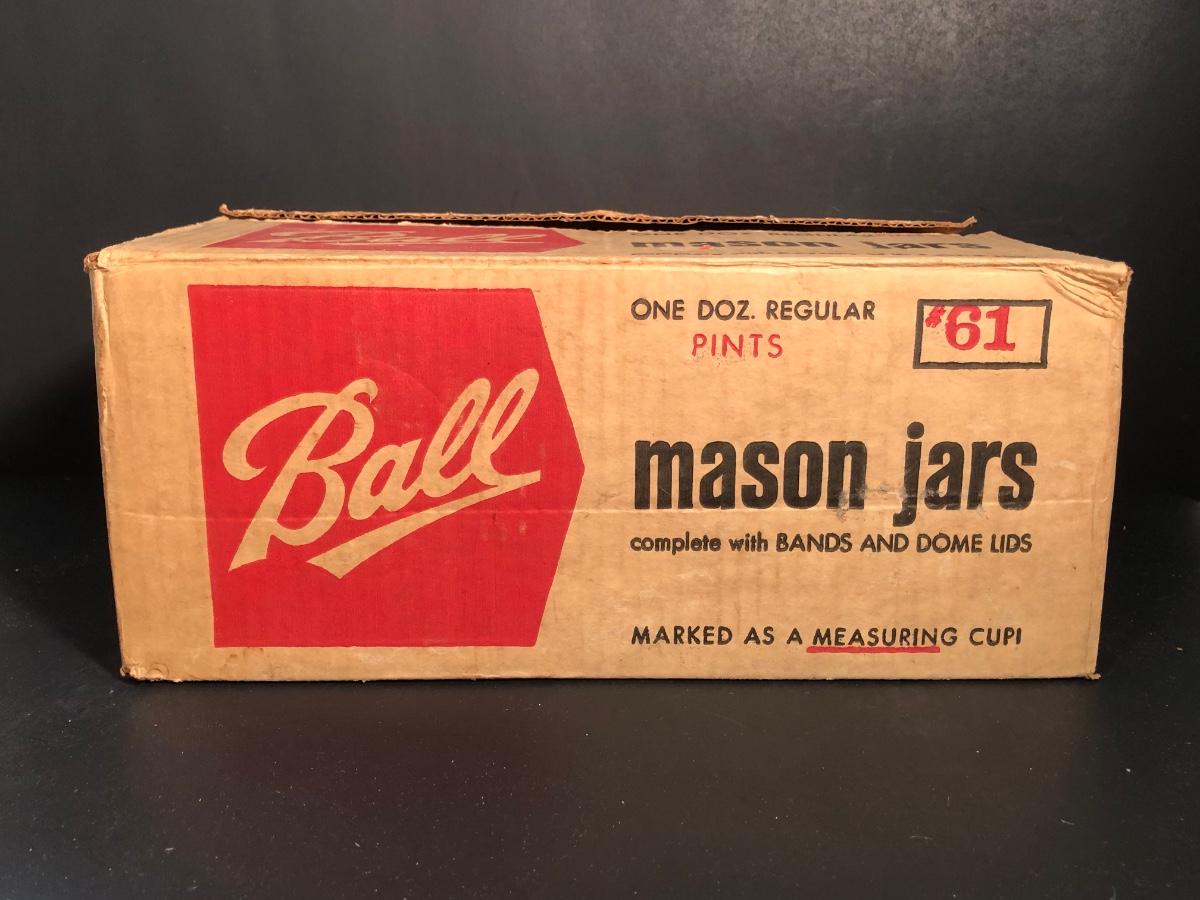 Ball
mason jars
Ball
ONE DOZ. REGULAR
PINTS
#61
mason jars
complete with BANDS AND DOME LIDS
MARKED AS A MEASURING CUP!